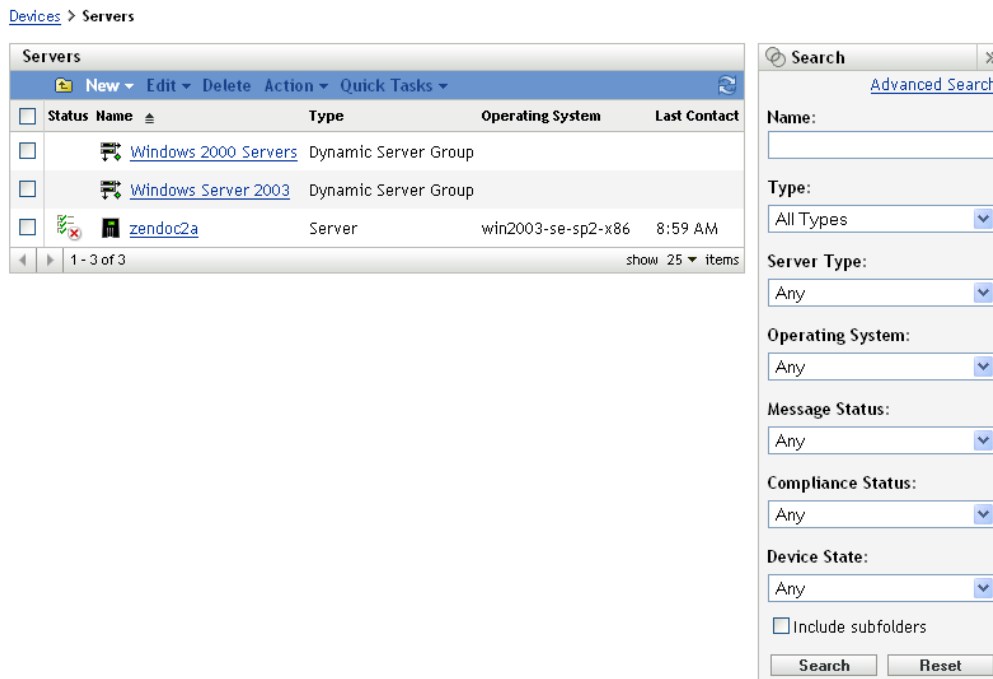 Devices > Servers
Servers
New Edit Delete Action Quick Tasks
Status Name Type Operating System Last Contact
Windows 2000 Servers Dynamic Server Group
Windows Server 2003 Dynamic Server Group
zendoc2a Server win2003-se-sp2-x86 8:59 AM
1 - 3 of 3 show 25 items
Search
Advanced Search
Name:
Type:
All Types
Server Type:
Any
Operating System:
Any
Message Status:
Any
Compliance Status:
Any
Device State:
Any
Include subfolders
Search Reset